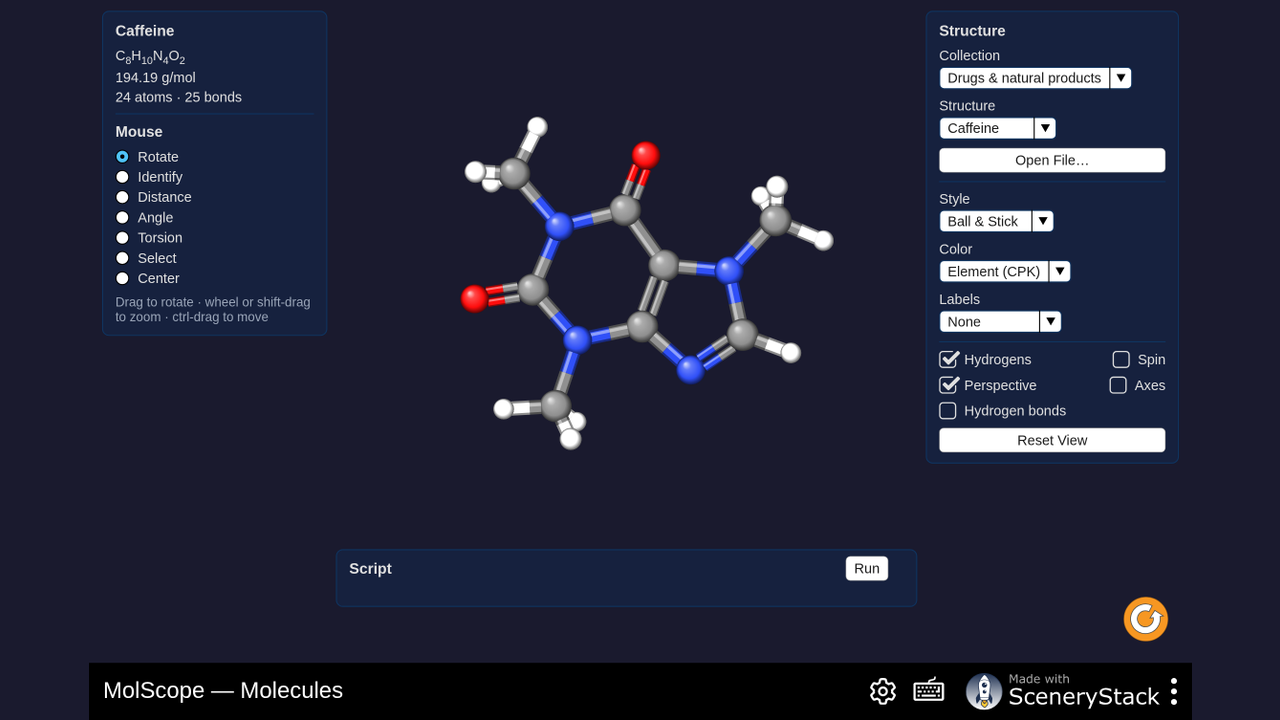 Caffeine
C₈H₁₀N₄O₂
194.19 g/mol
24 atoms · 25 bonds
Mouse
Rotate
Identify
Distance
Angle
Torsion
Select
Center
Drag to rotate · wheel or shift-drag
to zoom · ctrl-drag to move
Structure
Collection
Drugs & natural products
Structure
Caffeine
Open File…
Style
Ball & Stick
Color
Element (CPK)
Labels
None
Hydrogens
Spin
Perspective
Axes
Hydrogen bonds
Reset View
Script
Run
MolScope — Molecules
Made with
SceneryStack